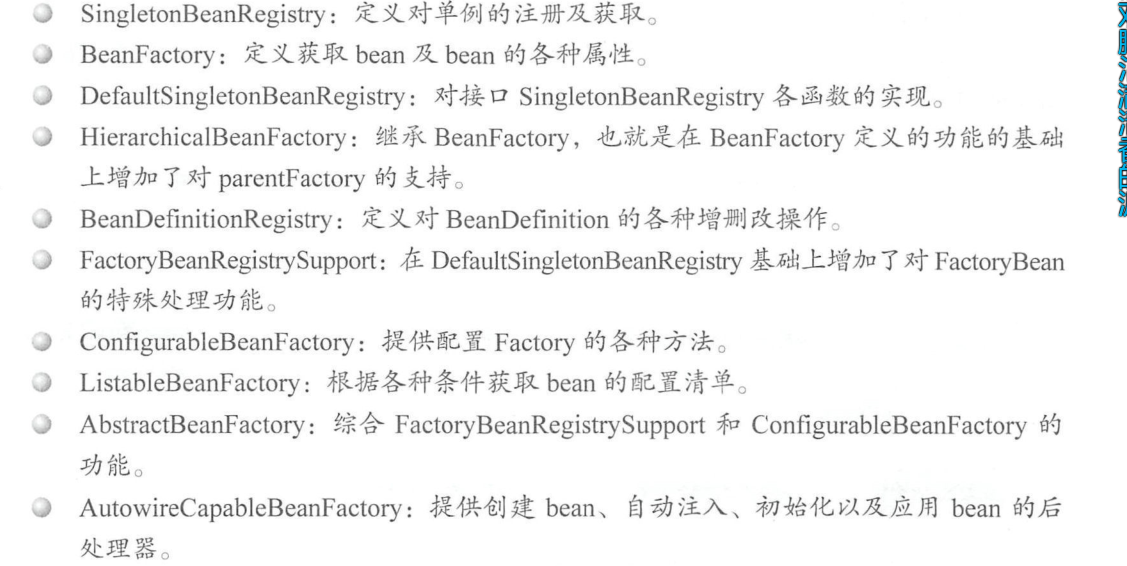 SingletonBeanRegistry：定义对单例的注册及获取。
BeanFactory：定义获取 bean 及 bean 的各种属性。
DefaultSingletonBeanRegistry：对接口 SingletonBeanRegistry 各函数的实现。
HierarchicalBeanFactory：继承 BeanFactory，也就是在 BeanFactory 定义的功能的基础
上增加了对 parentFactory 的支持。
BeanDefinitionRegistry：定义对 BeanDefinition 的各种增删改操作。
FactoryBeanRegistrySupport：在 DefaultSingletonBeanRegistry 基础上增加了对 FactoryBean
的特殊处理功能。
ConfigurableBeanFactory：提供配置 Factory 的各种方法。
ListableBeanFactory：根据各种条件获取 bean 的配置清单。
AbstractBeanFactory：综合 FactoryBeanRegistrySupport 和 ConfigurableBeanFactory 的
功能。
AutowireCapableBeanFactory：提供创建 bean、自动注入、初始化以及应用 bean 的后
处理器。